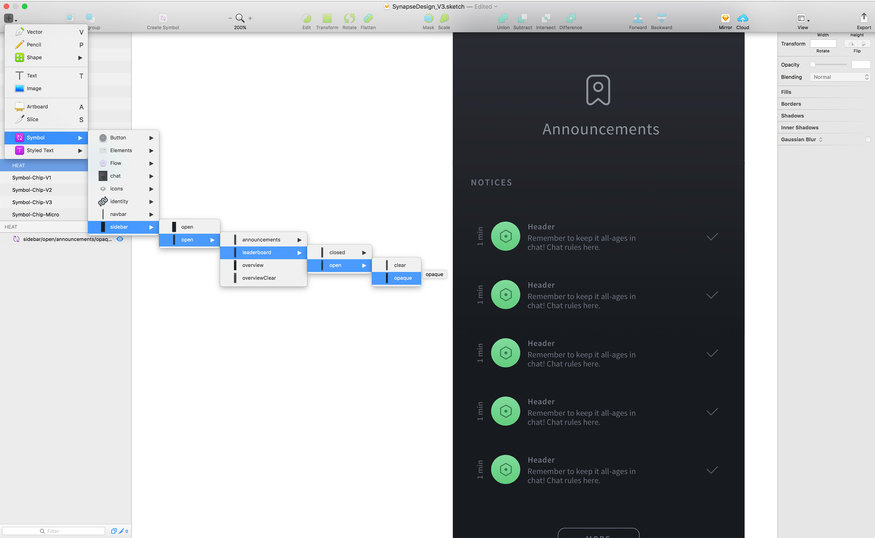 SynapseDesign_V3.sketch — Edited
group
Create Symbol
200%
Edit
Transform
Rotate
Flatten
Mask
Scale
Union
Subtract
Intersect
Difference
Forward
Backward
Mirror
Cloud
View
Export
Vector V
Pencil P
Shape
Text T
Image
Artboard A
Slice S
Symbol
Styled Text
HEAT
Symbol-Chip-V1
Symbol-Chip-V2
Symbol-Chip-V3
Symbol-Chip-Micro
HEAT
sidebar/open/announcements/opaq...
Filter
Button
Elements
Flow
chat
icons
identity
navbar
sidebar
open
open
announcements
leaderboard
overview
overviewClear
closed
open
clear
opaque
opaque
Announcements
NOTICES
1 min
Header
Remember to keep it all-ages in
chat! Chat rules here.
1 min
Header
Remember to keep it all-ages in
chat! Chat rules here.
1 min
Header
Remember to keep it all-ages in
chat! Chat rules here.
1 min
Header
Remember to keep it all-ages in
chat! Chat rules here.
1 min
Header
Remember to keep it all-ages in
chat! Chat rules here.
MORE
Width
Height
Transform
Rotate
Flip
Opacity
Blending
Normal
Fills
Borders
Shadows
Inner Shadows
Gaussian Blur